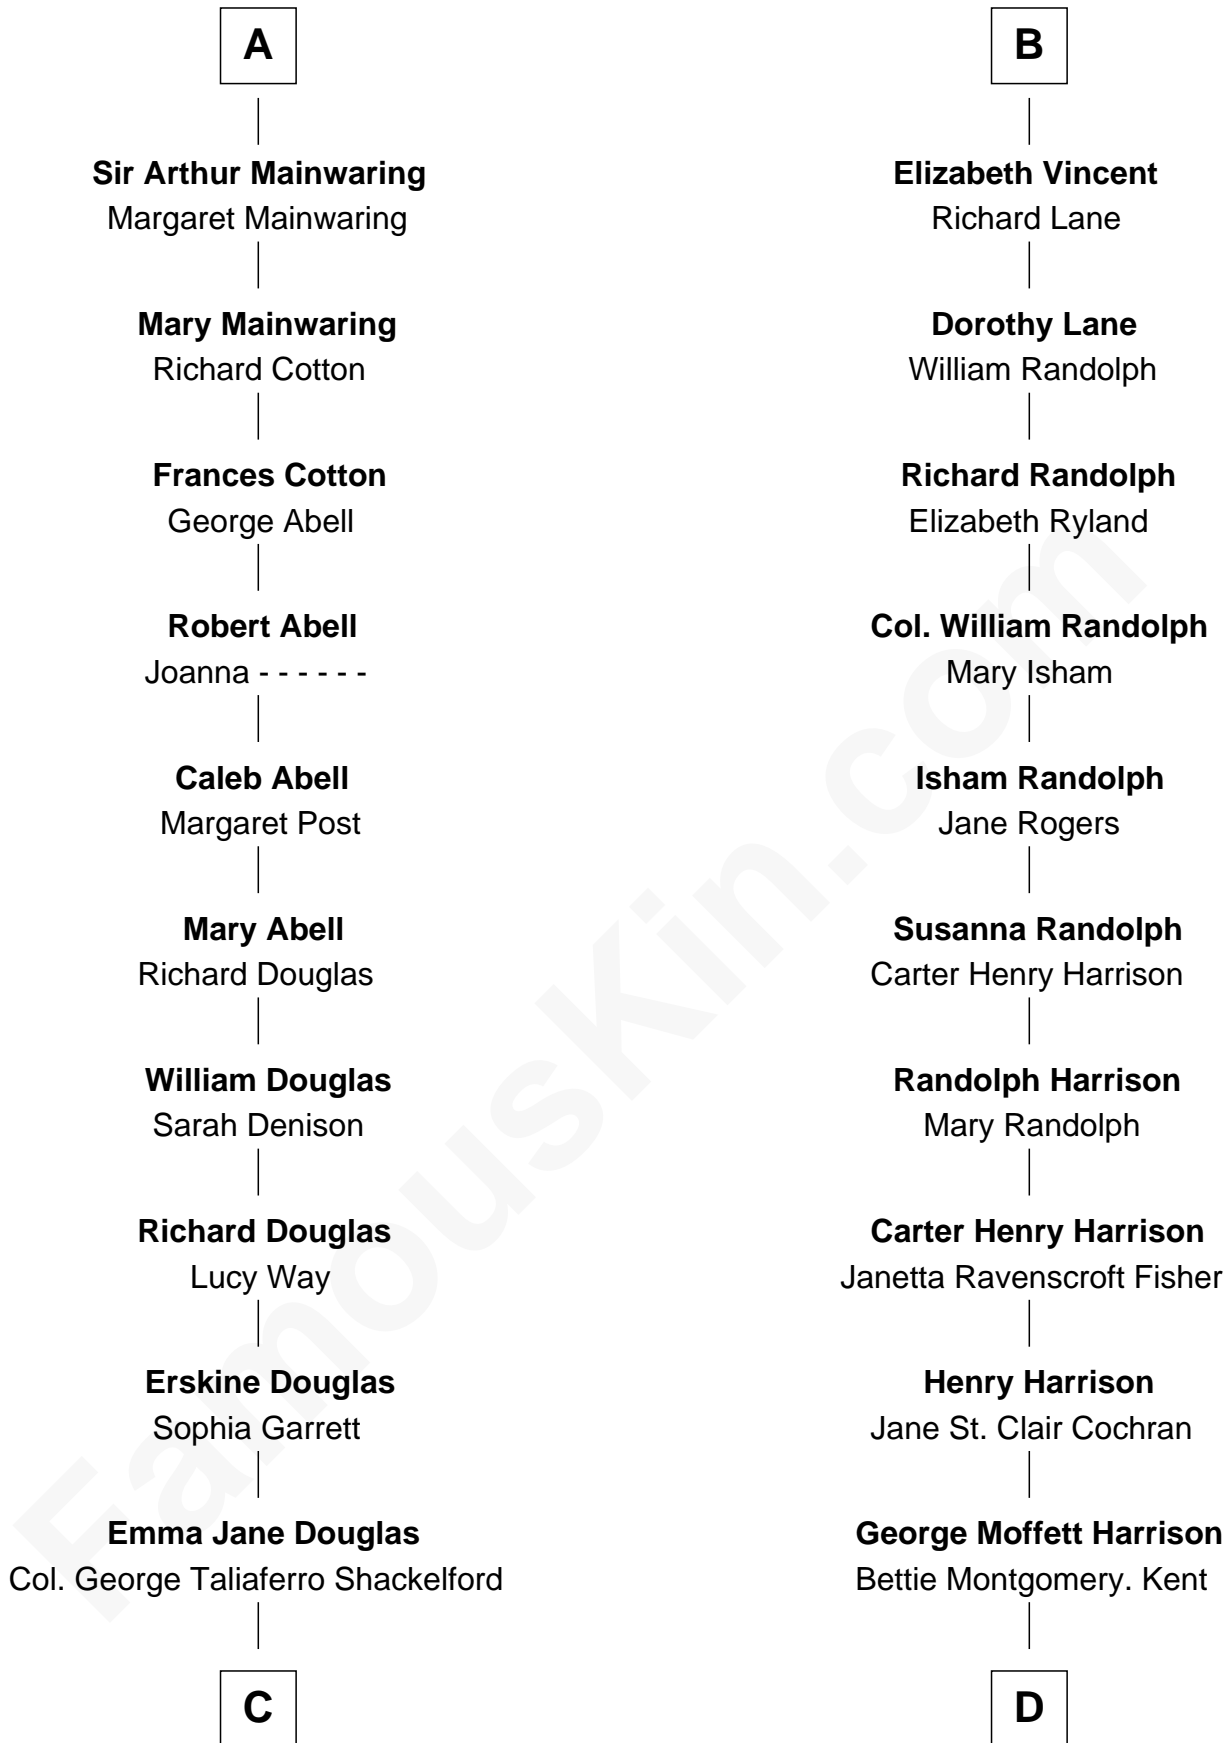 A
Sir Arthur Mainwaring
Margaret Mainwaring
Mary Mainwaring
Richard Cotton
Frances Cotton
George Abell
Robert Abell
Joanna - - - - - -
Caleb Abell
Margaret Post
Mary Abell
Richard Douglas
William Douglas
Sarah Denison
Richard Douglas
Lucy Way
Erskine Douglas
Sophia Garrett
Emma Jane Douglas
Col. George Taliaferro Shackelford
C
B
Elizabeth Vincent
Richard Lane
Dorothy Lane
William Randolph
Richard Randolph
Elizabeth Ryland
Col. William Randolph
Mary Isham
Isham Randolph
Jane Rogers
Susanna Randolph
Carter Henry Harrison
Randolph Harrison
Mary Randolph
Carter Henry Harrison
Janetta Ravenscroft Fisher
Henry Harrison
Jane St. Clair Cochran
George Moffett Harrison
Bettie Montgomery. Kent
D
FamousKin.com